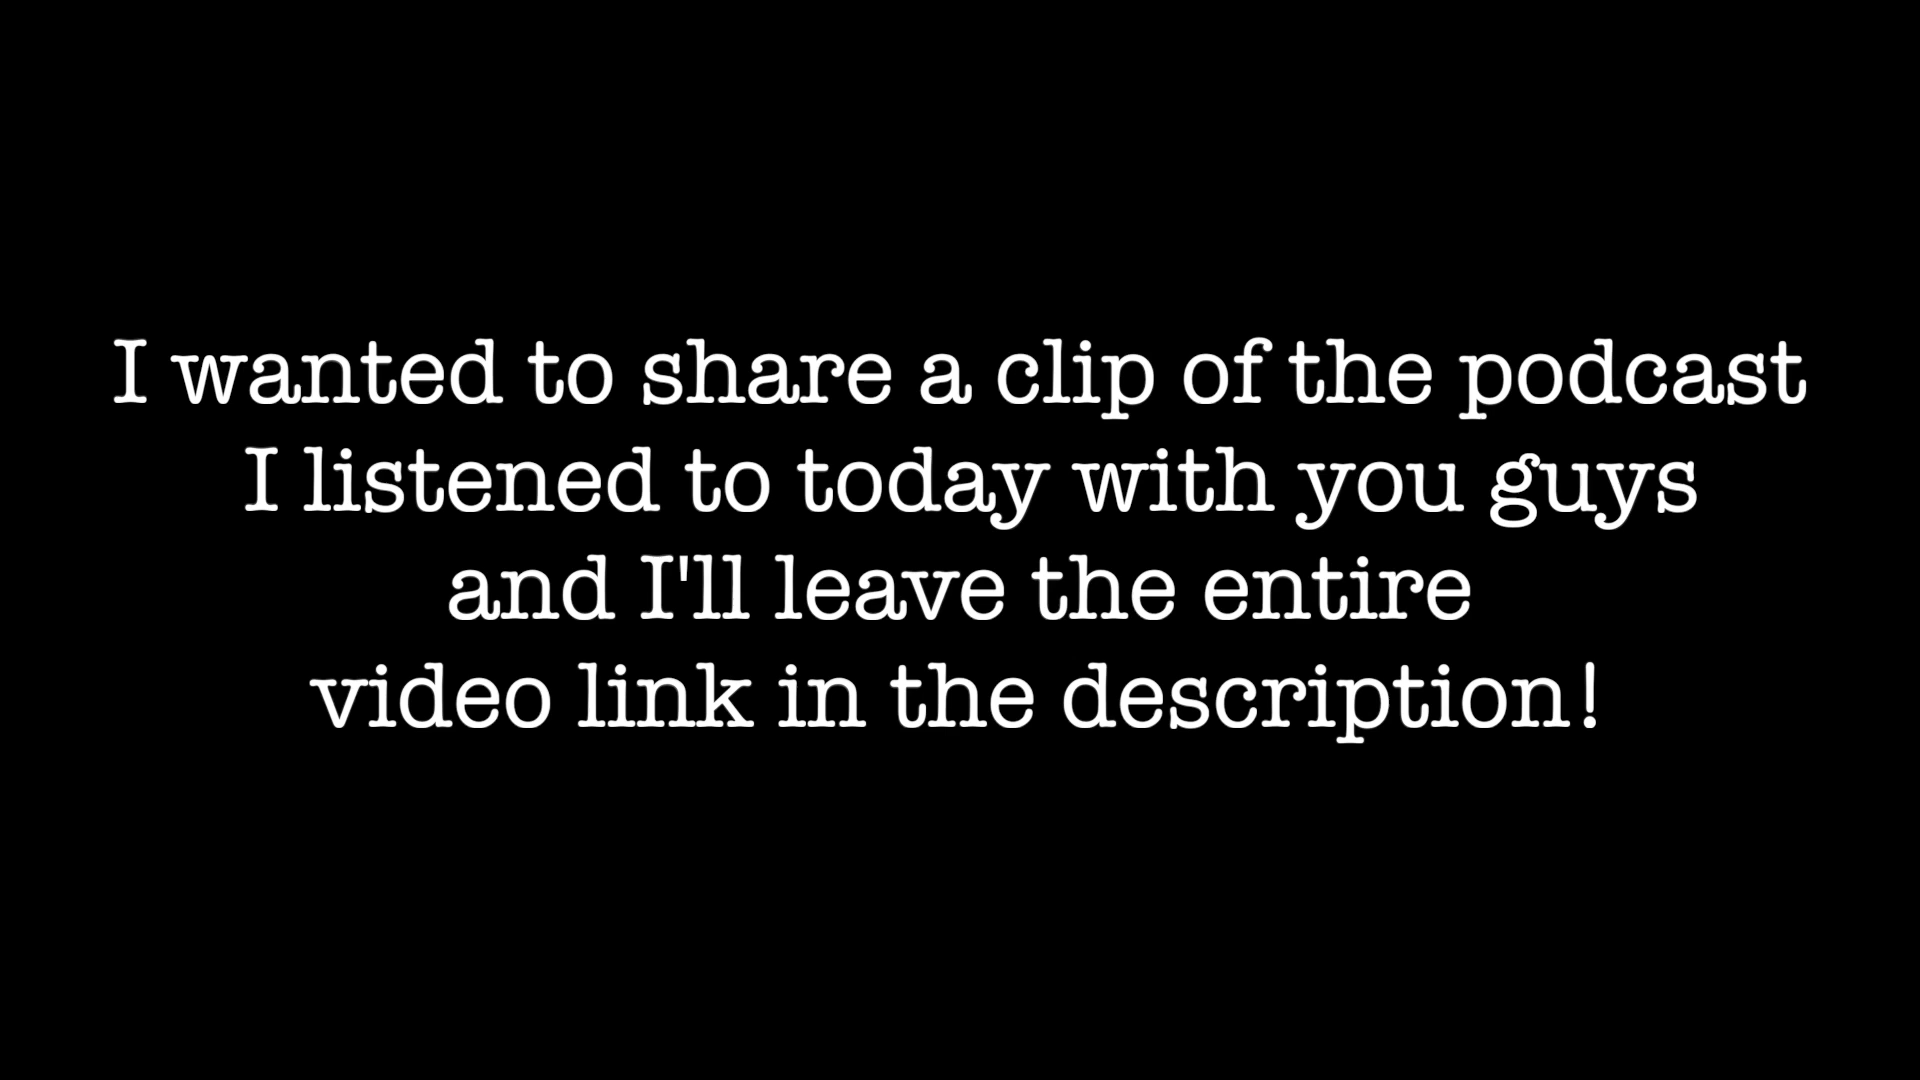 I wanted to share a clip of the podcast
I listened to today with you guys
and I'll leave the entire
video link in the description!